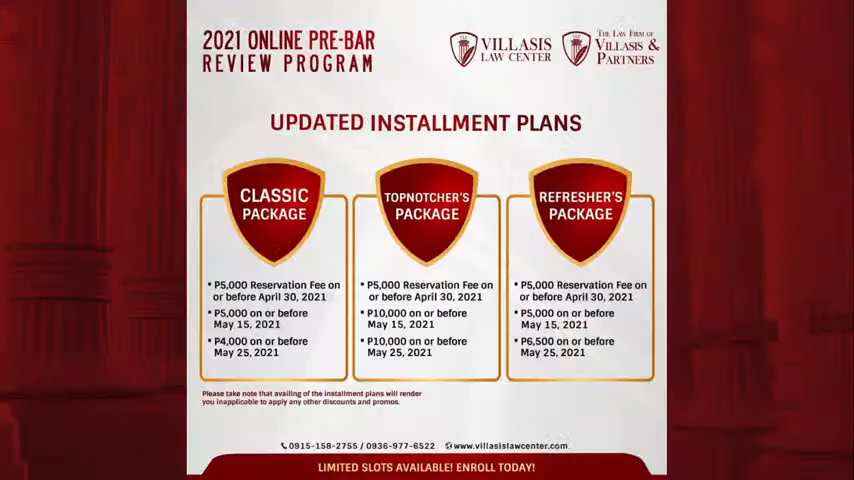 2021 ONLINE PRE-BAR
REVIEW PROGRAM
VLC
VILLASIS
LAW CENTER
VLC
THE LAW FIRM OF
VILLASIS &
PARTNERS
UPDATED INSTALLMENT PLANS
CLASSIC
PACKAGE
• P5,000 Reservation Fee on
or before April 30, 2021
• P5,000 on or before
May 15, 2021
• P4,000 on or before
May 25, 2021
TOPNOTCHER'S
PACKAGE
• P5,000 Reservation Fee on
or before April 30, 2021
• P10,000 on or before
May 15, 2021
• P10,000 on or before
May 25, 2021
REFRESHER'S
PACKAGE
• P5,000 Reservation Fee on
or before April 30, 2021
• P5,000 on or before
May 15, 2021
• P6,500 on or before
May 25, 2021
Please take note that availing of the installment plans will render
you inapplicable to apply any other discounts and promos.
0915-158-2755 / 0936-977-6522 www.villasislawcenter.com
LIMITED SLOTS AVAILABLE! ENROLL TODAY!